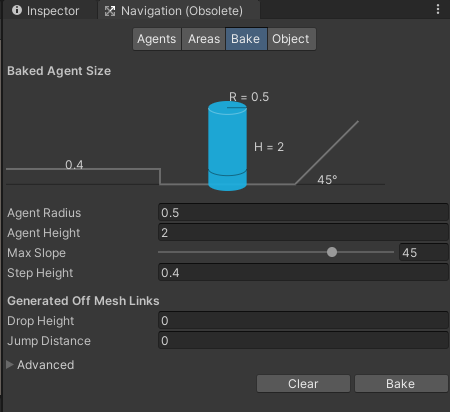 Inspector Navigation (Obsolete)
Agents Areas Bake Object
Baked Agent Size
R = 0.5
H = 2
0.4
45°
Agent Radius 0.5
Agent Height 2
Max Slope 45
Step Height 0.4
Generated Off Mesh Links
Drop Height 0
Jump Distance 0
Advanced
Clear Bake